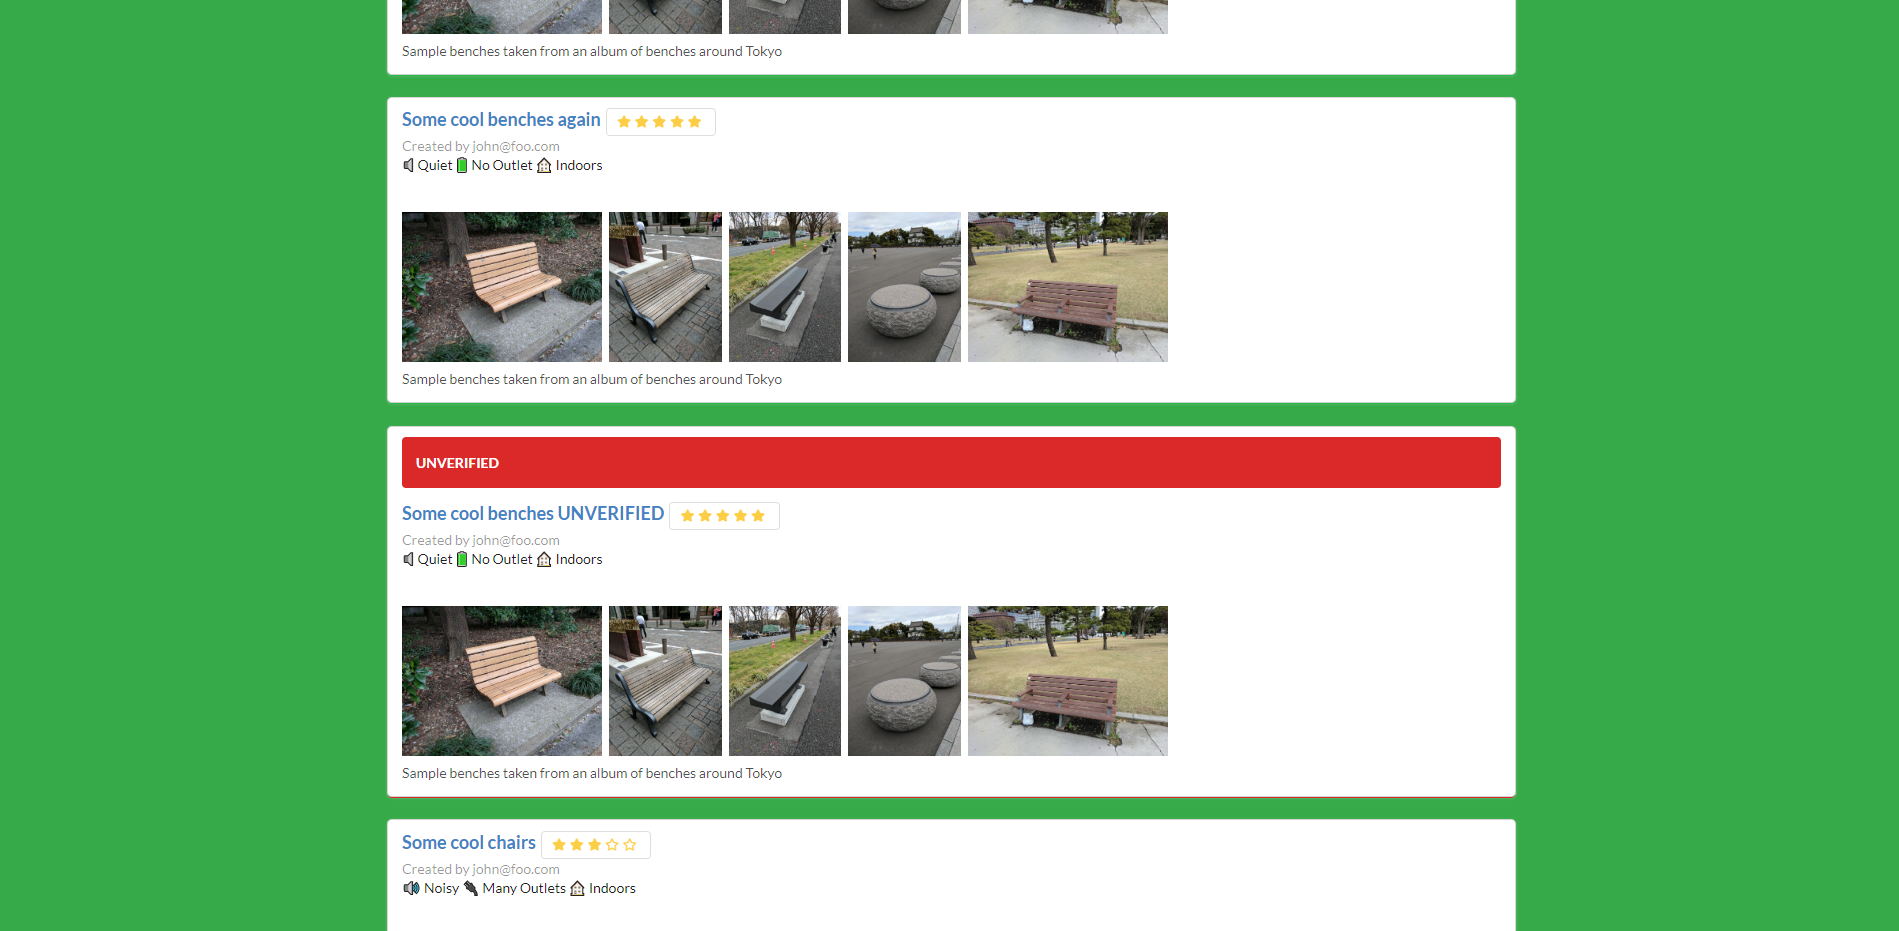 Sample benches taken from an album of benches around Tokyo
Some cool benches again
Created by john@foo.com
Quiet No Outlet Indoors
Sample benches taken from an album of benches around Tokyo
UNVERIFIED
Some cool benches UNVERIFIED
Created by john@foo.com
Quiet No Outlet Indoors
Sample benches taken from an album of benches around Tokyo
Some cool chairs
Created by john@foo.com
Noisy Many Outlets Indoors